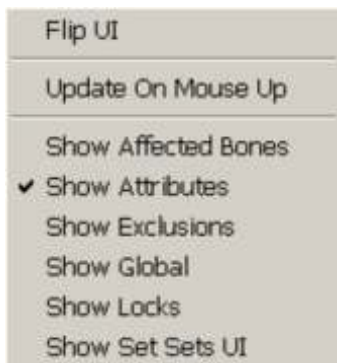 Flip UI
Update On Mouse Up
Show Affected Bones
Show Attributes
Show Exclusions
Show Global
Show Locks
Show Set Sets UI